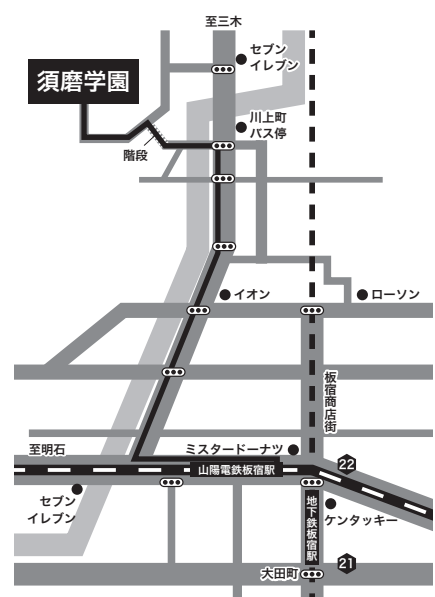 至三木
セブン
イレブン
須磨学園
川上町
バス停
階段
イオン
ローソン
板宿商店街
至明石
ミスタードーナツ
山陽電鉄板宿駅
22
セブン
イレブン
地下鉄板宿駅
ケンタッキー
大田町
21